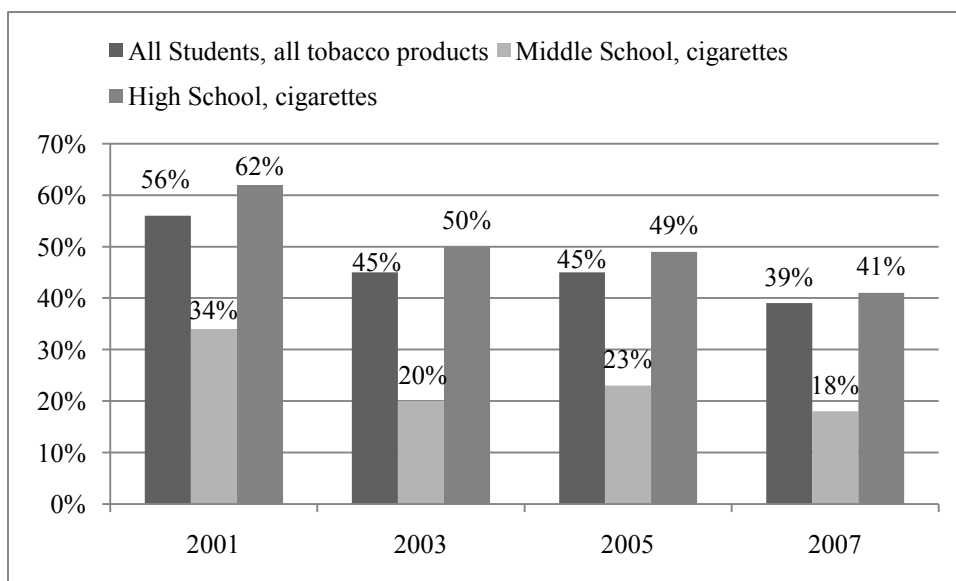 All Students, all tobacco products Middle School, cigarettes
High School, cigarettes
70%
60%
50%
40%
30%
20%
10%
0%
56% 34% 62%
45% 20% 50%
45% 23% 49%
39% 18% 41%
2001 2003 2005 2007